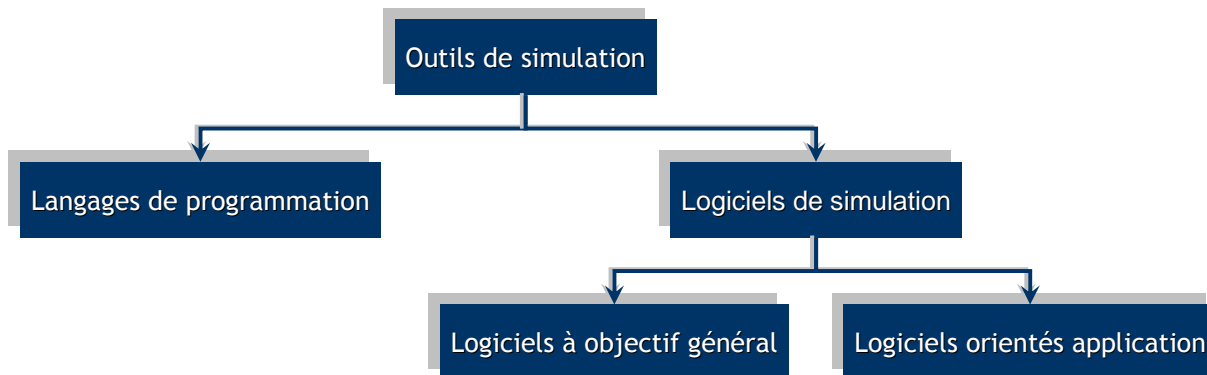 Outils de simulation
Langages de programmation
Logiciels de simulation
Logiciels à objectif général
Logiciels orientés application